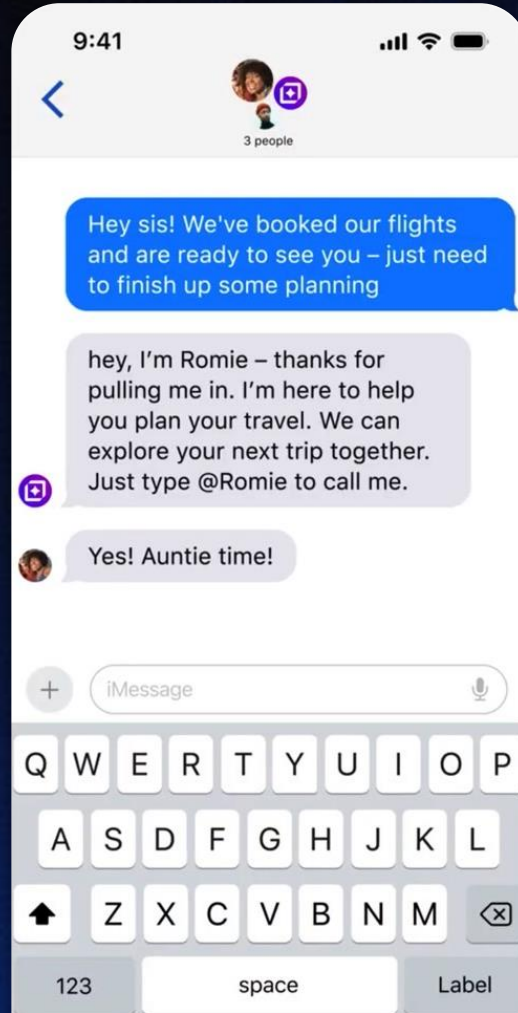 9:41
3 people
Hey sis! We've booked our flights
and are ready to see you – just need
to finish up some planning
hey, I’m Romie – thanks for
pulling me in. I’m here to help
you plan your travel. We can
explore your next trip together.
Just type @Romie to call me.
Yes! Auntie time!
iMessage
Q W E R T Y U I O P
A S D F G H J K L
Z X C V B N M
123 space Label